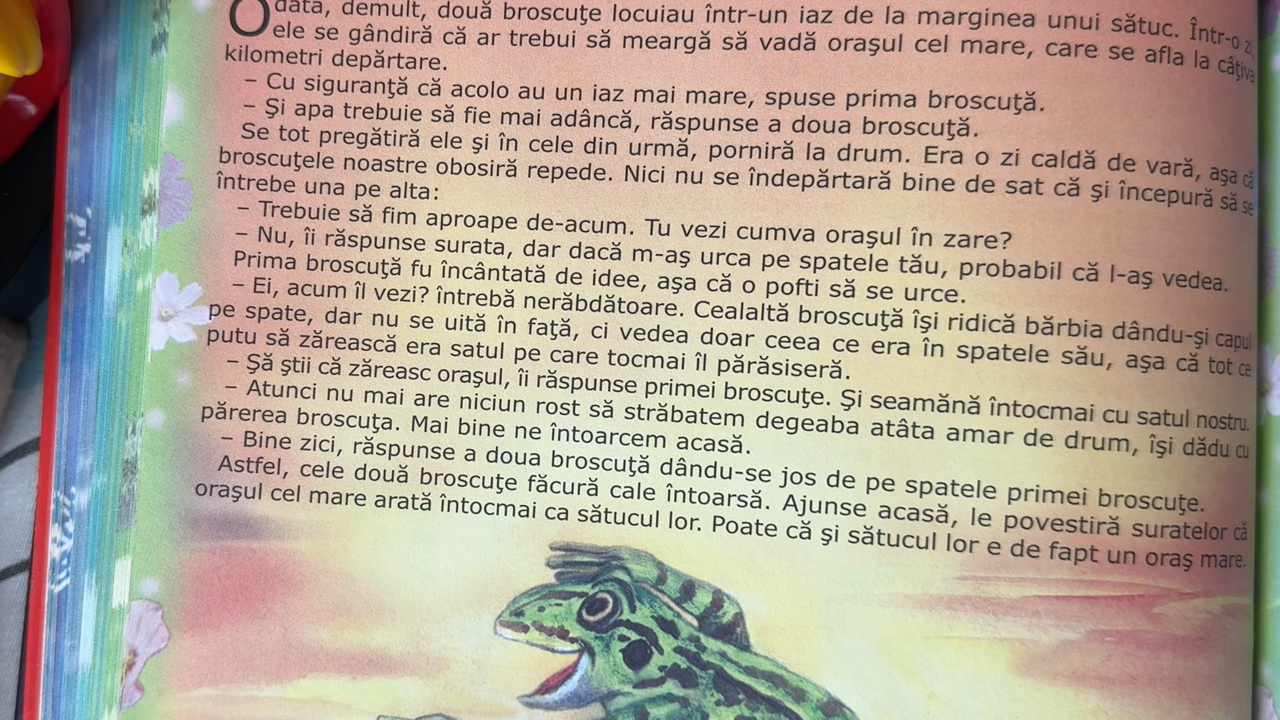 Odată, demult, două broscuţe locuiau într-un iaz de la marginea unui sătuc. Într-o zi,
ele se gândiră că ar trebui să meargă să vadă oraşul cel mare, care se afla la câţiva
kilometri depărtare.
– Cu siguranţă că acolo au un iaz mai mare, spuse prima broscuţă.
– Şi apa trebuie să fie mai adâncă, răspunse a doua broscuţă.
Se tot pregătiră ele şi în cele din urmă, porniră la drum. Era o zi caldă de vară, aşa că
broscuţele noastre obosiră repede. Nici nu se îndepărtară bine de sat că şi începură să se
întrebe una pe alta:
– Trebuie să fim aproape de-acum. Tu vezi cumva oraşul în zare?
– Nu, îi răspunse surata, dar dacă m-aş urca pe spatele tău, probabil că l-aş vedea.
Prima broscuţă fu încântată de idee, aşa că o pofti să se urce.
– Ei, acum îl vezi? întrebă nerăbdătoare. Cealaltă broscuţă îşi ridică bărbia dându-şi capul
pe spate, dar nu se uită în faţă, ci vedea doar ceea ce era în spatele său, aşa că tot ce
putu să zărească era satul pe care tocmai îl părăsiseră.
– Şă ştii că zăreasc oraşul, îi răspunse primei broscuţe. Şi seamănă întocmai cu satul nostru.
– Atunci nu mai are niciun rost să străbatem degeaba atâta amar de drum, îşi dădu cu
părerea broscuţa. Mai bine ne întoarcem acasă.
– Bine zici, răspunse a doua broscuţă dându-se jos de pe spatele primei broscuţe.
Astfel, cele două broscuţe făcură cale întoarsă. Ajunse acasă, le povestiră suratelor că
oraşul cel mare arată întocmai ca sătucul lor. Poate că şi sătucul lor e de fapt un oraş mare.